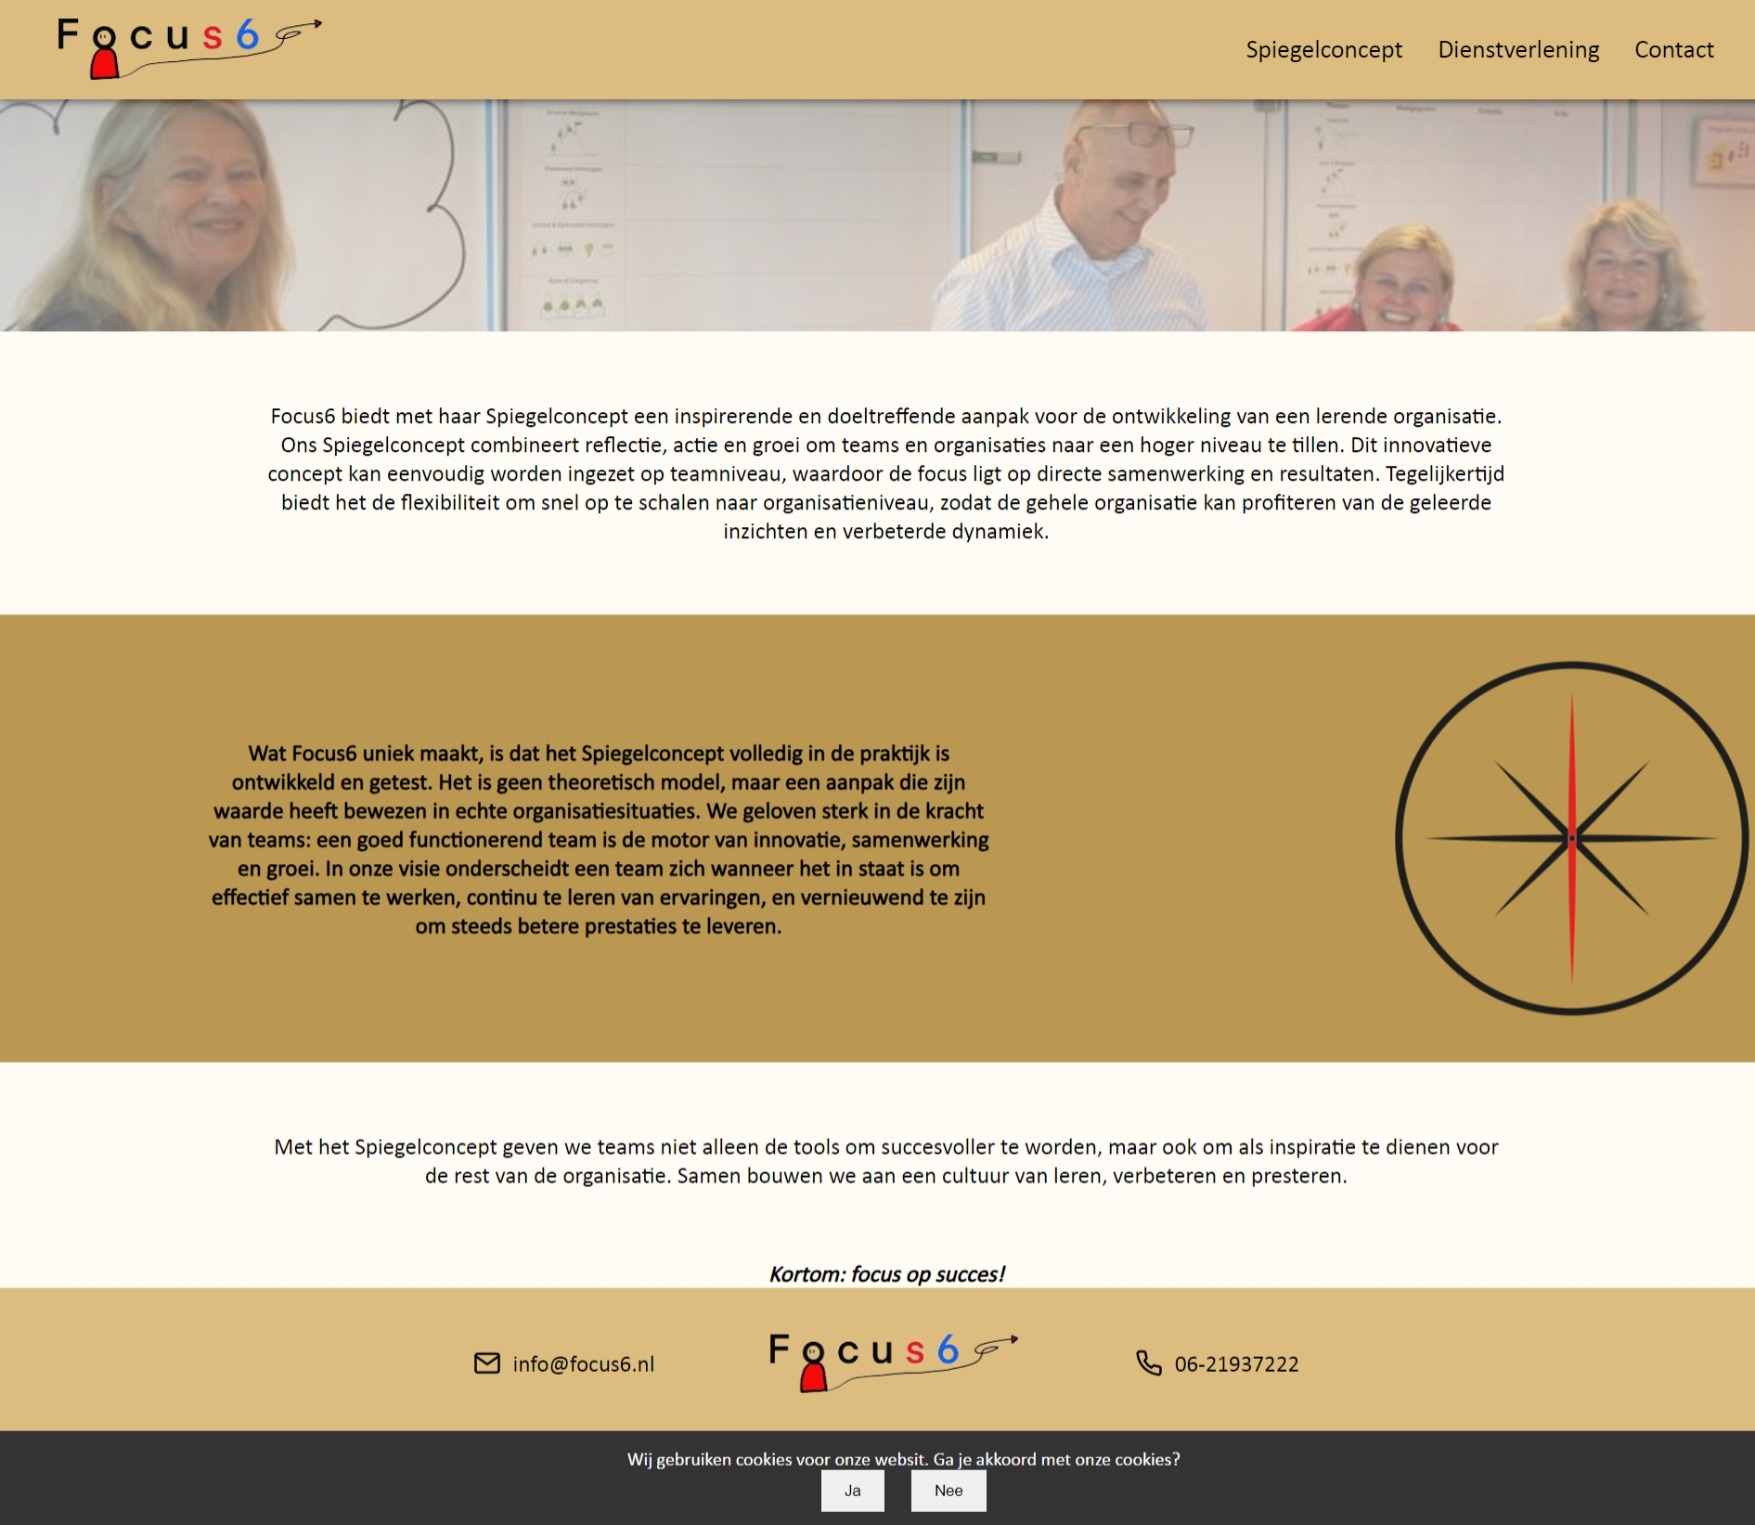 Focus6
Spiegelconcept Dienstverlening Contact
Focus6 biedt met haar Spiegelconcept een inspirerende en doeltreffende aanpak voor de ontwikkeling van een lerende organisatie.
Ons Spiegelconcept combineert reflectie, actie en groei om teams en organisaties naar een hoger niveau te tillen. Dit innovatieve
concept kan eenvoudig worden ingezet op teamniveau, waardoor de focus ligt op directe samenwerking en resultaten. Tegelijkertijd
biedt het de flexibiliteit om snel op te schalen naar organisatieniveau, zodat de gehele organisatie kan profiteren van de geleerde
inzichten en verbeterde dynamiek.
Wat Focus6 uniek maakt, is dat het Spiegelconcept volledig in de praktijk is
ontwikkeld en getest. Het is geen theoretisch model, maar een aanpak die zijn
waarde heeft bewezen in echte organisatiesituaties. We geloven sterk in de kracht
van teams: een goed functionerend team is de motor van innovatie, samenwerking
en groei. In onze visie onderscheidt een team zich wanneer het in staat is om
effectief samen te werken, continu te leren van ervaringen, en vernieuwend te zijn
om steeds betere prestaties te leveren.
Met het Spiegelconcept geven we teams niet alleen de tools om succesvoller te worden, maar ook om als inspiratie te dienen voor
de rest van de organisatie. Samen bouwen we aan een cultuur van leren, verbeteren en presteren.
Kortom: focus op succes!
info@focus6.nl
Focus6
06-21937222
Wij gebruiken cookies voor onze websit. Ga je akkoord met onze cookies?
Ja Nee